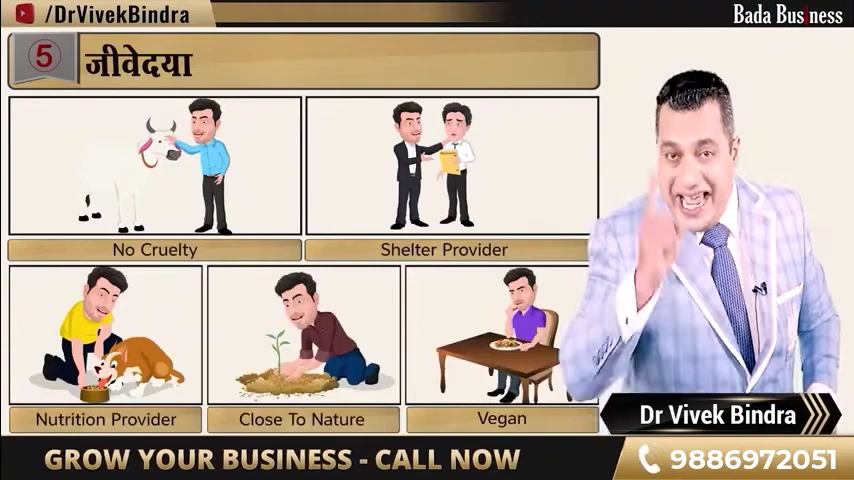 /DrVivekBindra
Bada Business
5
जीवेदया
No Cruelty
Shelter Provider
Nutrition Provider
Close To Nature
Vegan
Dr Vivek Bindra
GROW YOUR BUSINESS - CALL NOW
9886972051